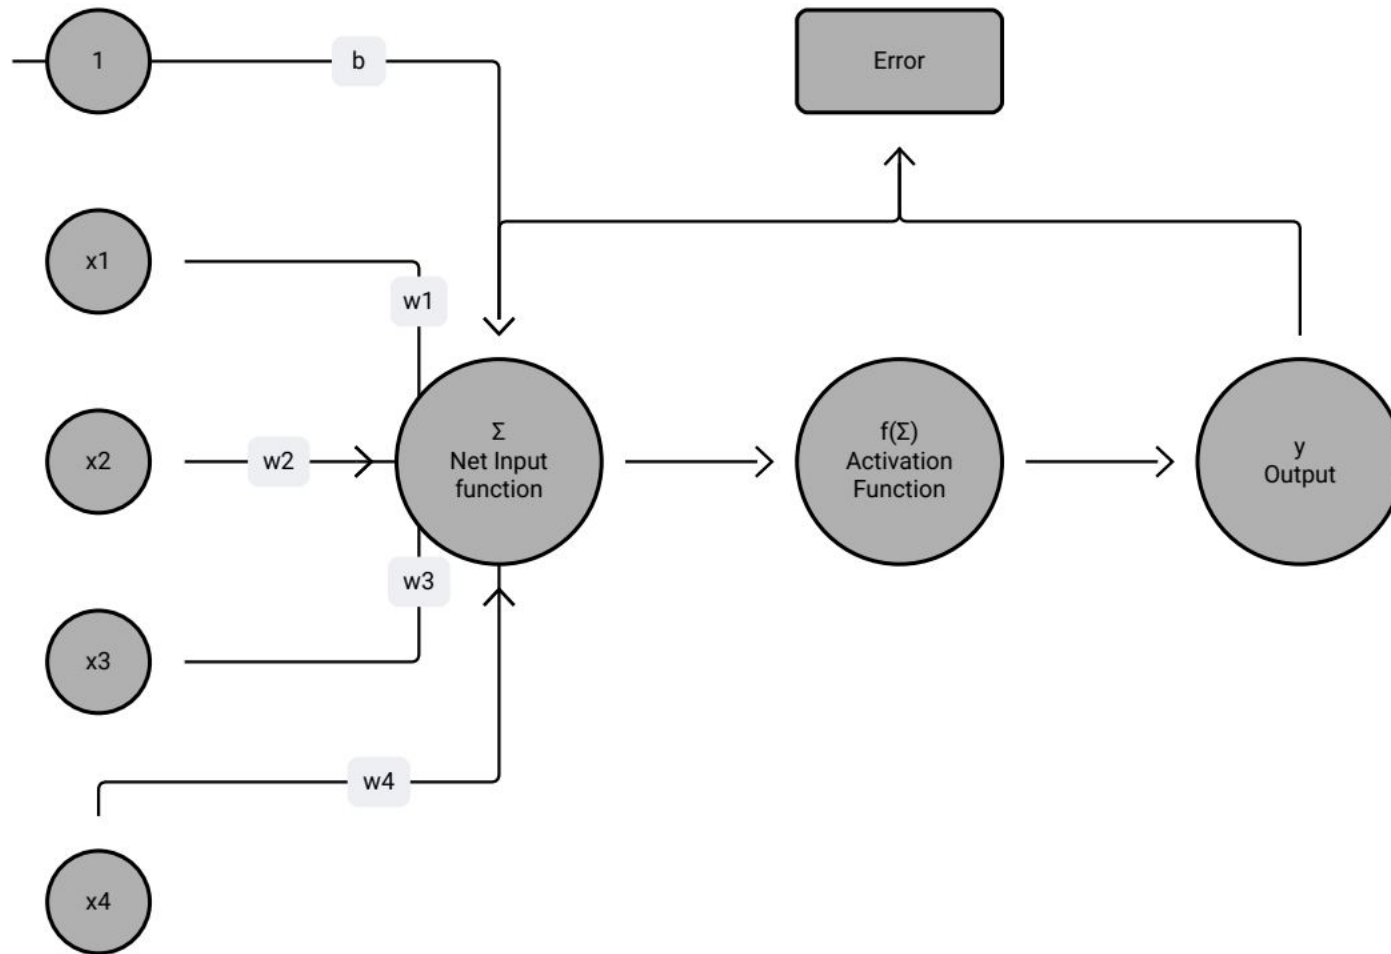 1
b
Error
x1
w1
x2
w2
Σ
Net Input
function
f(Σ)
Activation
Function
y
Output
w3
x3
w4
x4